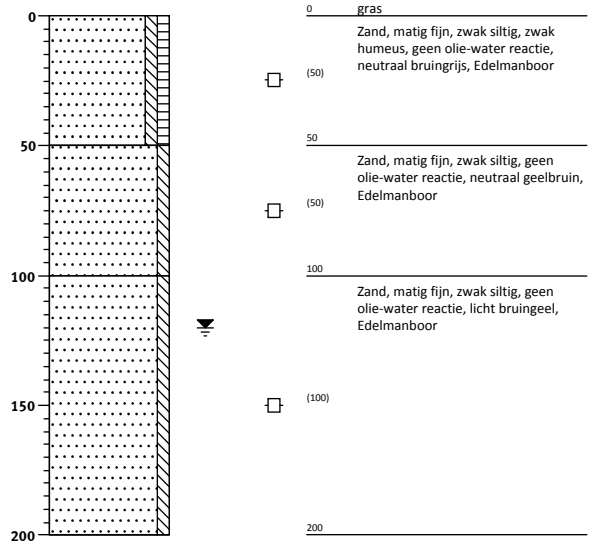 0
50
100
150
200
0
gras
Zand, matig fijn, zwak siltig, zwak
humeus, geen olie-water reactie,
neutraal bruingrijs, Edelmanboor
(50)
50
Zand, matig fijn, zwak siltig, geen
olie-water reactie, neutraal geelbruin,
Edelmanboor
(50)
100
Zand, matig fijn, zwak siltig, geen
olie-water reactie, licht bruingeel,
Edelmanboor
(100)
200